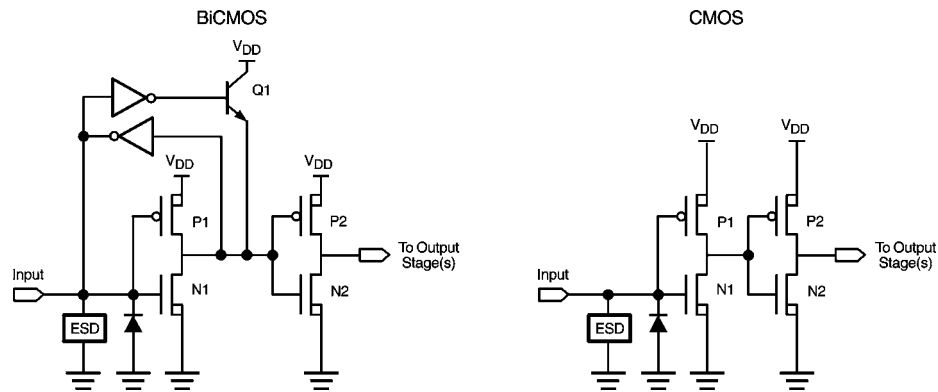 BiCMOS
CMOS
VDD
Q1
VDD
VDD
VDD
VDD
P1
P2
P1
P2
Input
To Output
Stage(s)
Input
To Output
Stage(s)
N1
N2
N1
N2
ESD
ESD